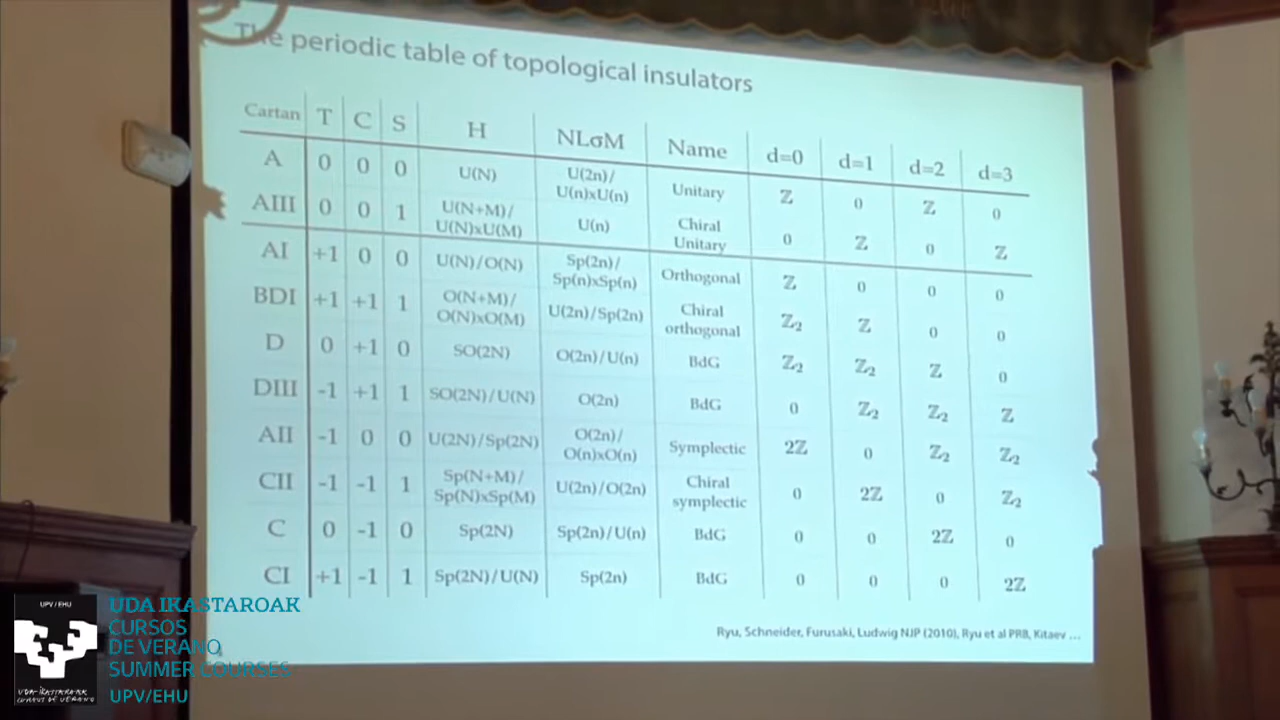 The periodic table of topological insulators
Cartan T C S H NLσM Name d=0 d=1 d=2 d=3
A 0 0 0 U(N) U(2n)/ U(n)xU(n) Unitary ℤ 0 ℤ 0
AIII 0 0 1 U(N+M)/ U(N)xU(M) U(n) Chiral Unitary 0 ℤ 0 ℤ
AI +1 0 0 U(N)/O(N) Sp(2n)/ Sp(n)xSp(n) Orthogonal ℤ 0 0 0
BDI +1 +1 1 O(N+M)/ O(N)xO(M) U(2n)/Sp(2n) Chiral orthogonal ℤ₂ ℤ 0 0
D 0 +1 0 SO(2N) O(2n)/U(n) BdG ℤ₂ ℤ₂ ℤ 0
DIII -1 +1 1 SO(2N)/U(N) O(2n) BdG 0 ℤ₂ ℤ₂ ℤ
AII -1 0 0 U(2N)/Sp(2N) O(2n)/ O(n)xO(n) Symplectic 2ℤ 0 ℤ₂ ℤ₂
CII -1 -1 1 Sp(N+M)/ Sp(N)xSp(M) U(2n)/O(2n) Chiral symplectic 0 2ℤ 0 ℤ₂
C 0 -1 0 Sp(2N) Sp(2n)/U(n) BdG 0 0 2ℤ 0
CI +1 -1 1 Sp(2N)/U(N) Sp(2n) BdG 0 0 0 2ℤ
Ryu, Schneider, Furusaki, Ludwig NJP (2010), Ryu et al PRB, Kitaev ...
UPV/EHU
UDA IKASTAROAK
CURSOS DE VERANO
UDA IKASTAROAK
CURSOS
DE VERANO
SUMMER COURSES
UPV/EHU